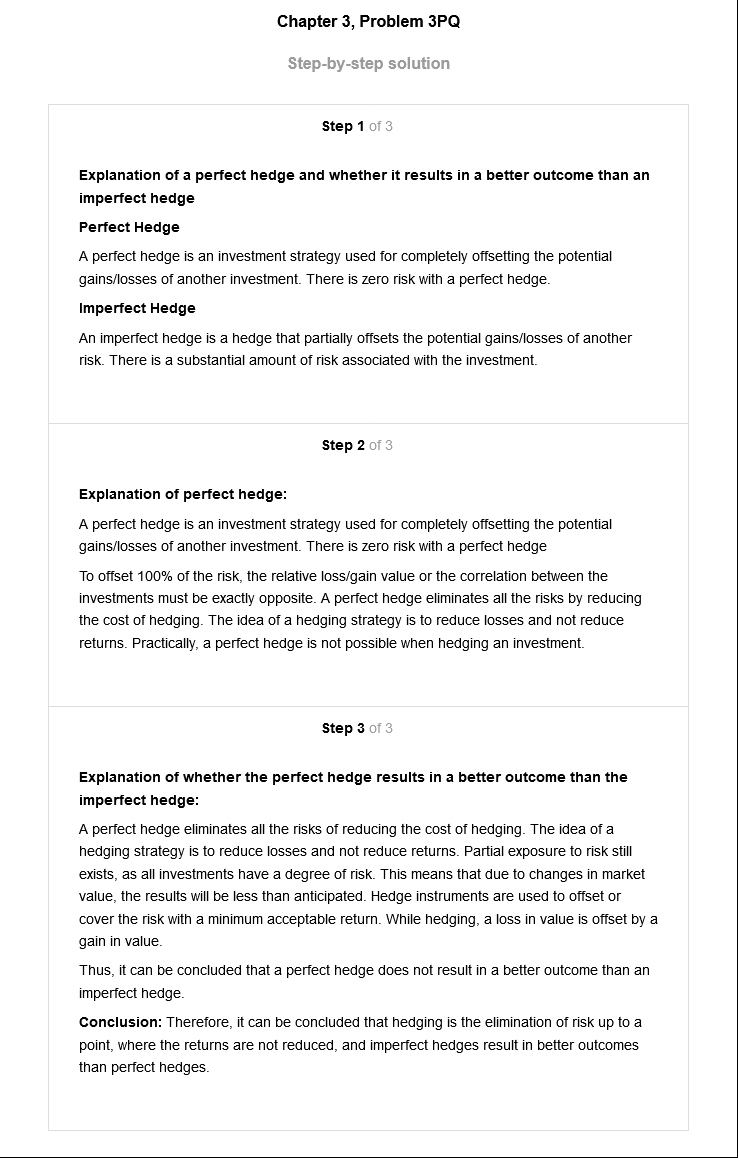 Chapter 3, Problem 3PQ
Step-by-step solution
Step 1 of 3
Explanation of a perfect hedge and whether it results in a better outcome than an
imperfect hedge
Perfect Hedge
A perfect hedge is an investment strategy used for completely offsetting the potential
gains/losses of another investment. There is zero risk with a perfect hedge.
Imperfect Hedge
An imperfect hedge is a hedge that partially offsets the potential gains/losses of another
risk. There is a substantial amount of risk associated with the investment.
Step 2 of 3
Explanation of perfect hedge:
A perfect hedge is an investment strategy used for completely offsetting the potential
gains/losses of another investment. There is zero risk with a perfect hedge
To offset 100% of the risk, the relative loss/gain value or the correlation between the
investments must be exactly opposite. A perfect hedge eliminates all the risks by reducing
the cost of hedging. The idea of a hedging strategy is to reduce losses and not reduce
returns. Practically, a perfect hedge is not possible when hedging an investment.
Step 3 of 3
Explanation of whether the perfect hedge results in a better outcome than the
imperfect hedge:
A perfect hedge eliminates all the risks of reducing the cost of hedging. The idea of a
hedging strategy is to reduce losses and not reduce returns. Partial exposure to risk still
exists, as all investments have a degree of risk. This means that due to changes in market
value, the results will be less than anticipated. Hedge instruments are used to offset or
cover the risk with a minimum acceptable return. While hedging, a loss in value is offset by a
gain in value.
Thus, it can be concluded that a perfect hedge does not result in a better outcome than an
imperfect hedge.
Conclusion: Therefore, it can be concluded that hedging is the elimination of risk up to a
point, where the returns are not reduced, and imperfect hedges result in better outcomes
than perfect hedges.